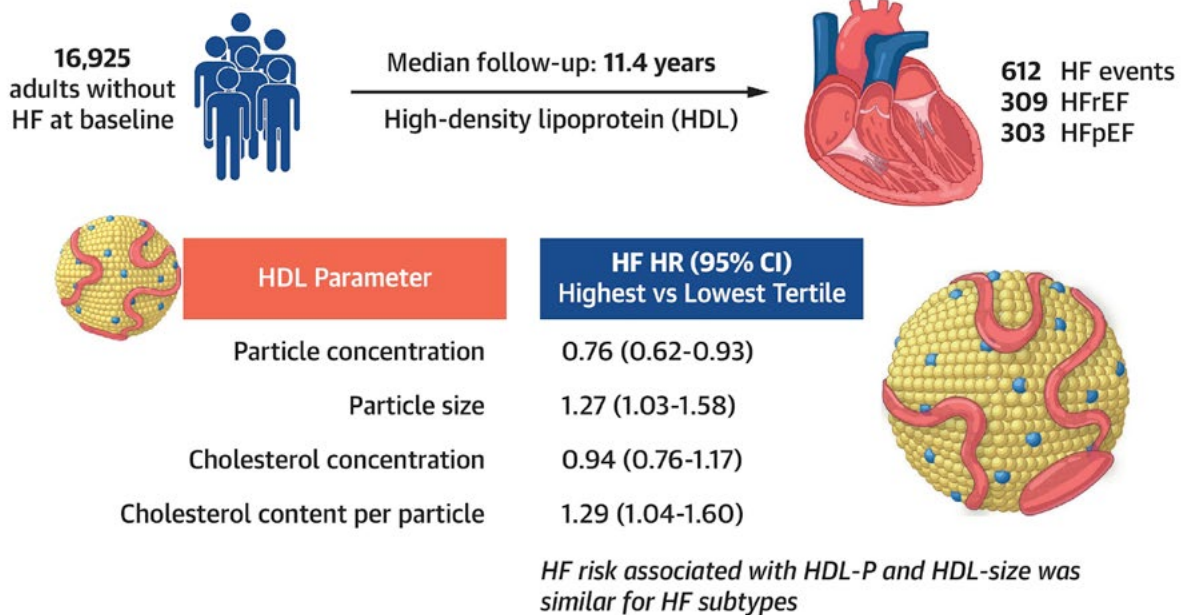 16,925
adults without
HF at baseline
Median follow-up: 11.4 years
High-density lipoprotein (HDL)
612 HF events
309 HFrEF
303 HFpEF
HDL Parameter
HF HR (95% CI)
Highest vs Lowest Tertile
Particle concentration 0.76 (0.62-0.93)
Particle size 1.27 (1.03-1.58)
Cholesterol concentration 0.94 (0.76-1.17)
Cholesterol content per particle 1.29 (1.04-1.60)
HF risk associated with HDL-P and HDL-size was
similar for HF subtypes